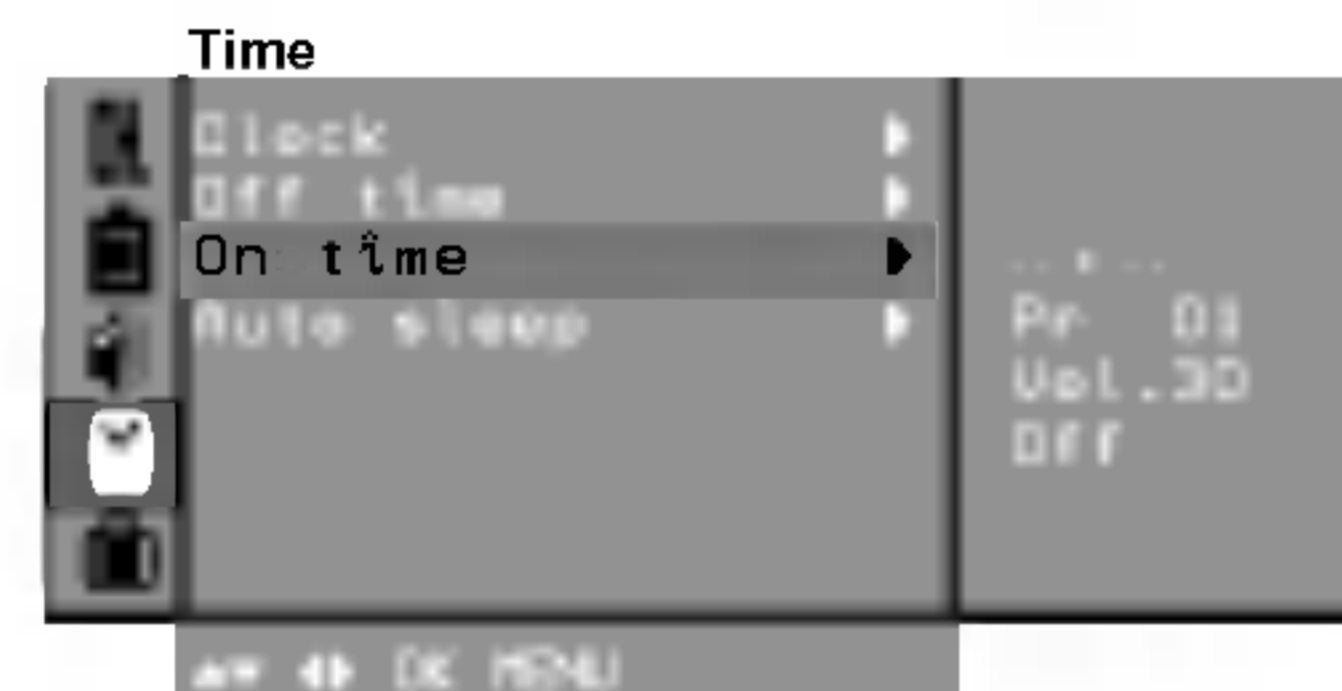 Time
Clock
Off time
On time
Auto sleep
-- : --
Pr 01
Vol.30
Off
OK MENU